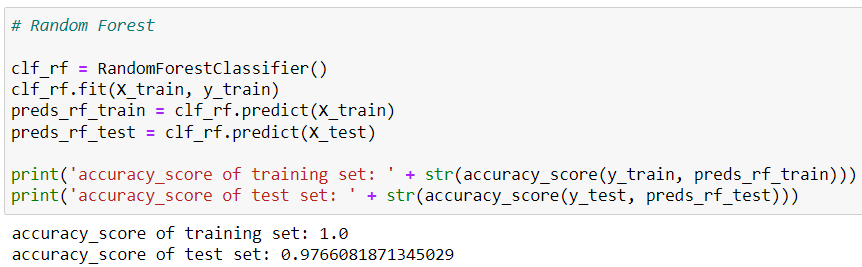 # Random Forest
clf_rf = RandomForestClassifier()
clf_rf.fit(X_train, y_train)
preds_rf_train = clf_rf.predict(X_train)
preds_rf_test = clf_rf.predict(X_test)
print('accuracy_score of training set: ' + str(accuracy_score(y_train, preds_rf_train)))
print('accuracy_score of test set: ' + str(accuracy_score(y_test, preds_rf_test)))
accuracy_score of training set: 1.0
accuracy_score of test set: 0.9766081871345029